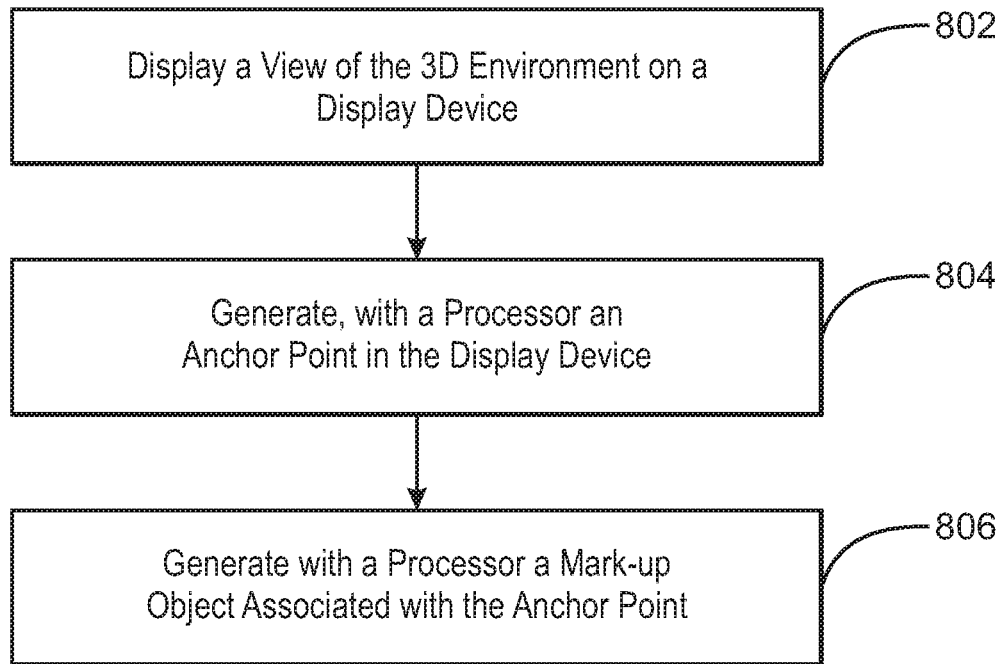 802
Display a View of the 3D Environment on a
Display Device
804
Generate, with a Processor an
Anchor Point in the Display Device
806
Generate with a Processor a Mark-up
Object Associated with the Anchor Point